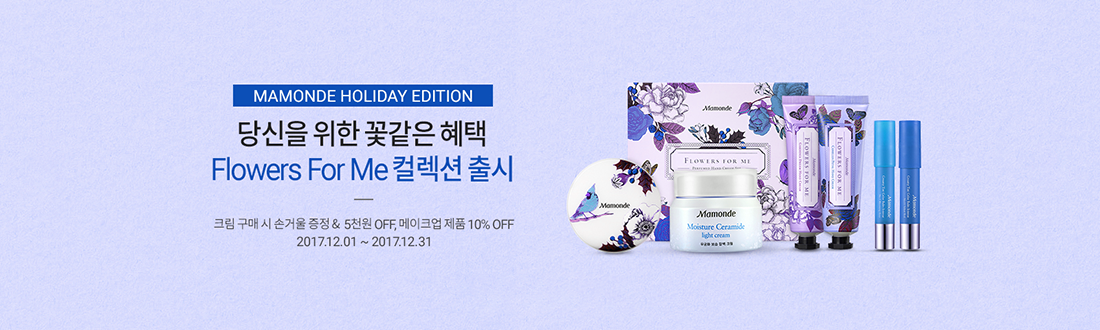 MAMONDE HOLIDAY EDITION
당신을 위한 꽃같은 혜택
Flowers For Me 컬렉션 출시
크림 구매 시 손거울 증정 & 5천원 OFF, 메이크업 제품 10% OFF
2017.12.01 ~ 2017.12.31
Mamonde
FLOWERS FOR ME
Mamonde
Mamonde
Moisture Ceramide
light cream
FLOWERS FOR ME
FLOWERS FOR ME